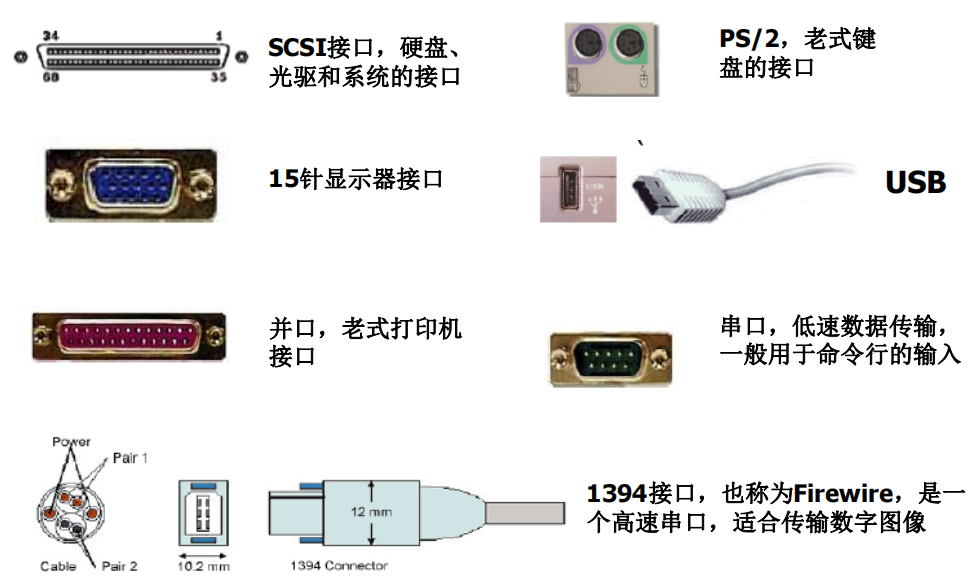 34
1
68
35
SCSI接口，硬盘、
光驱和系统的接口
PS/2，老式键
盘的接口
15针显示器接口
USB
USB
并口，老式打印机
接口
串口，低速数据传输，
一般用于命令行的输入
Power
Pair 1
Cable
Pair 2
10.2 mm
12 mm
1394 Connector
1394接口，也称为Firewire，是一
个高速串口，适合传输数字图像